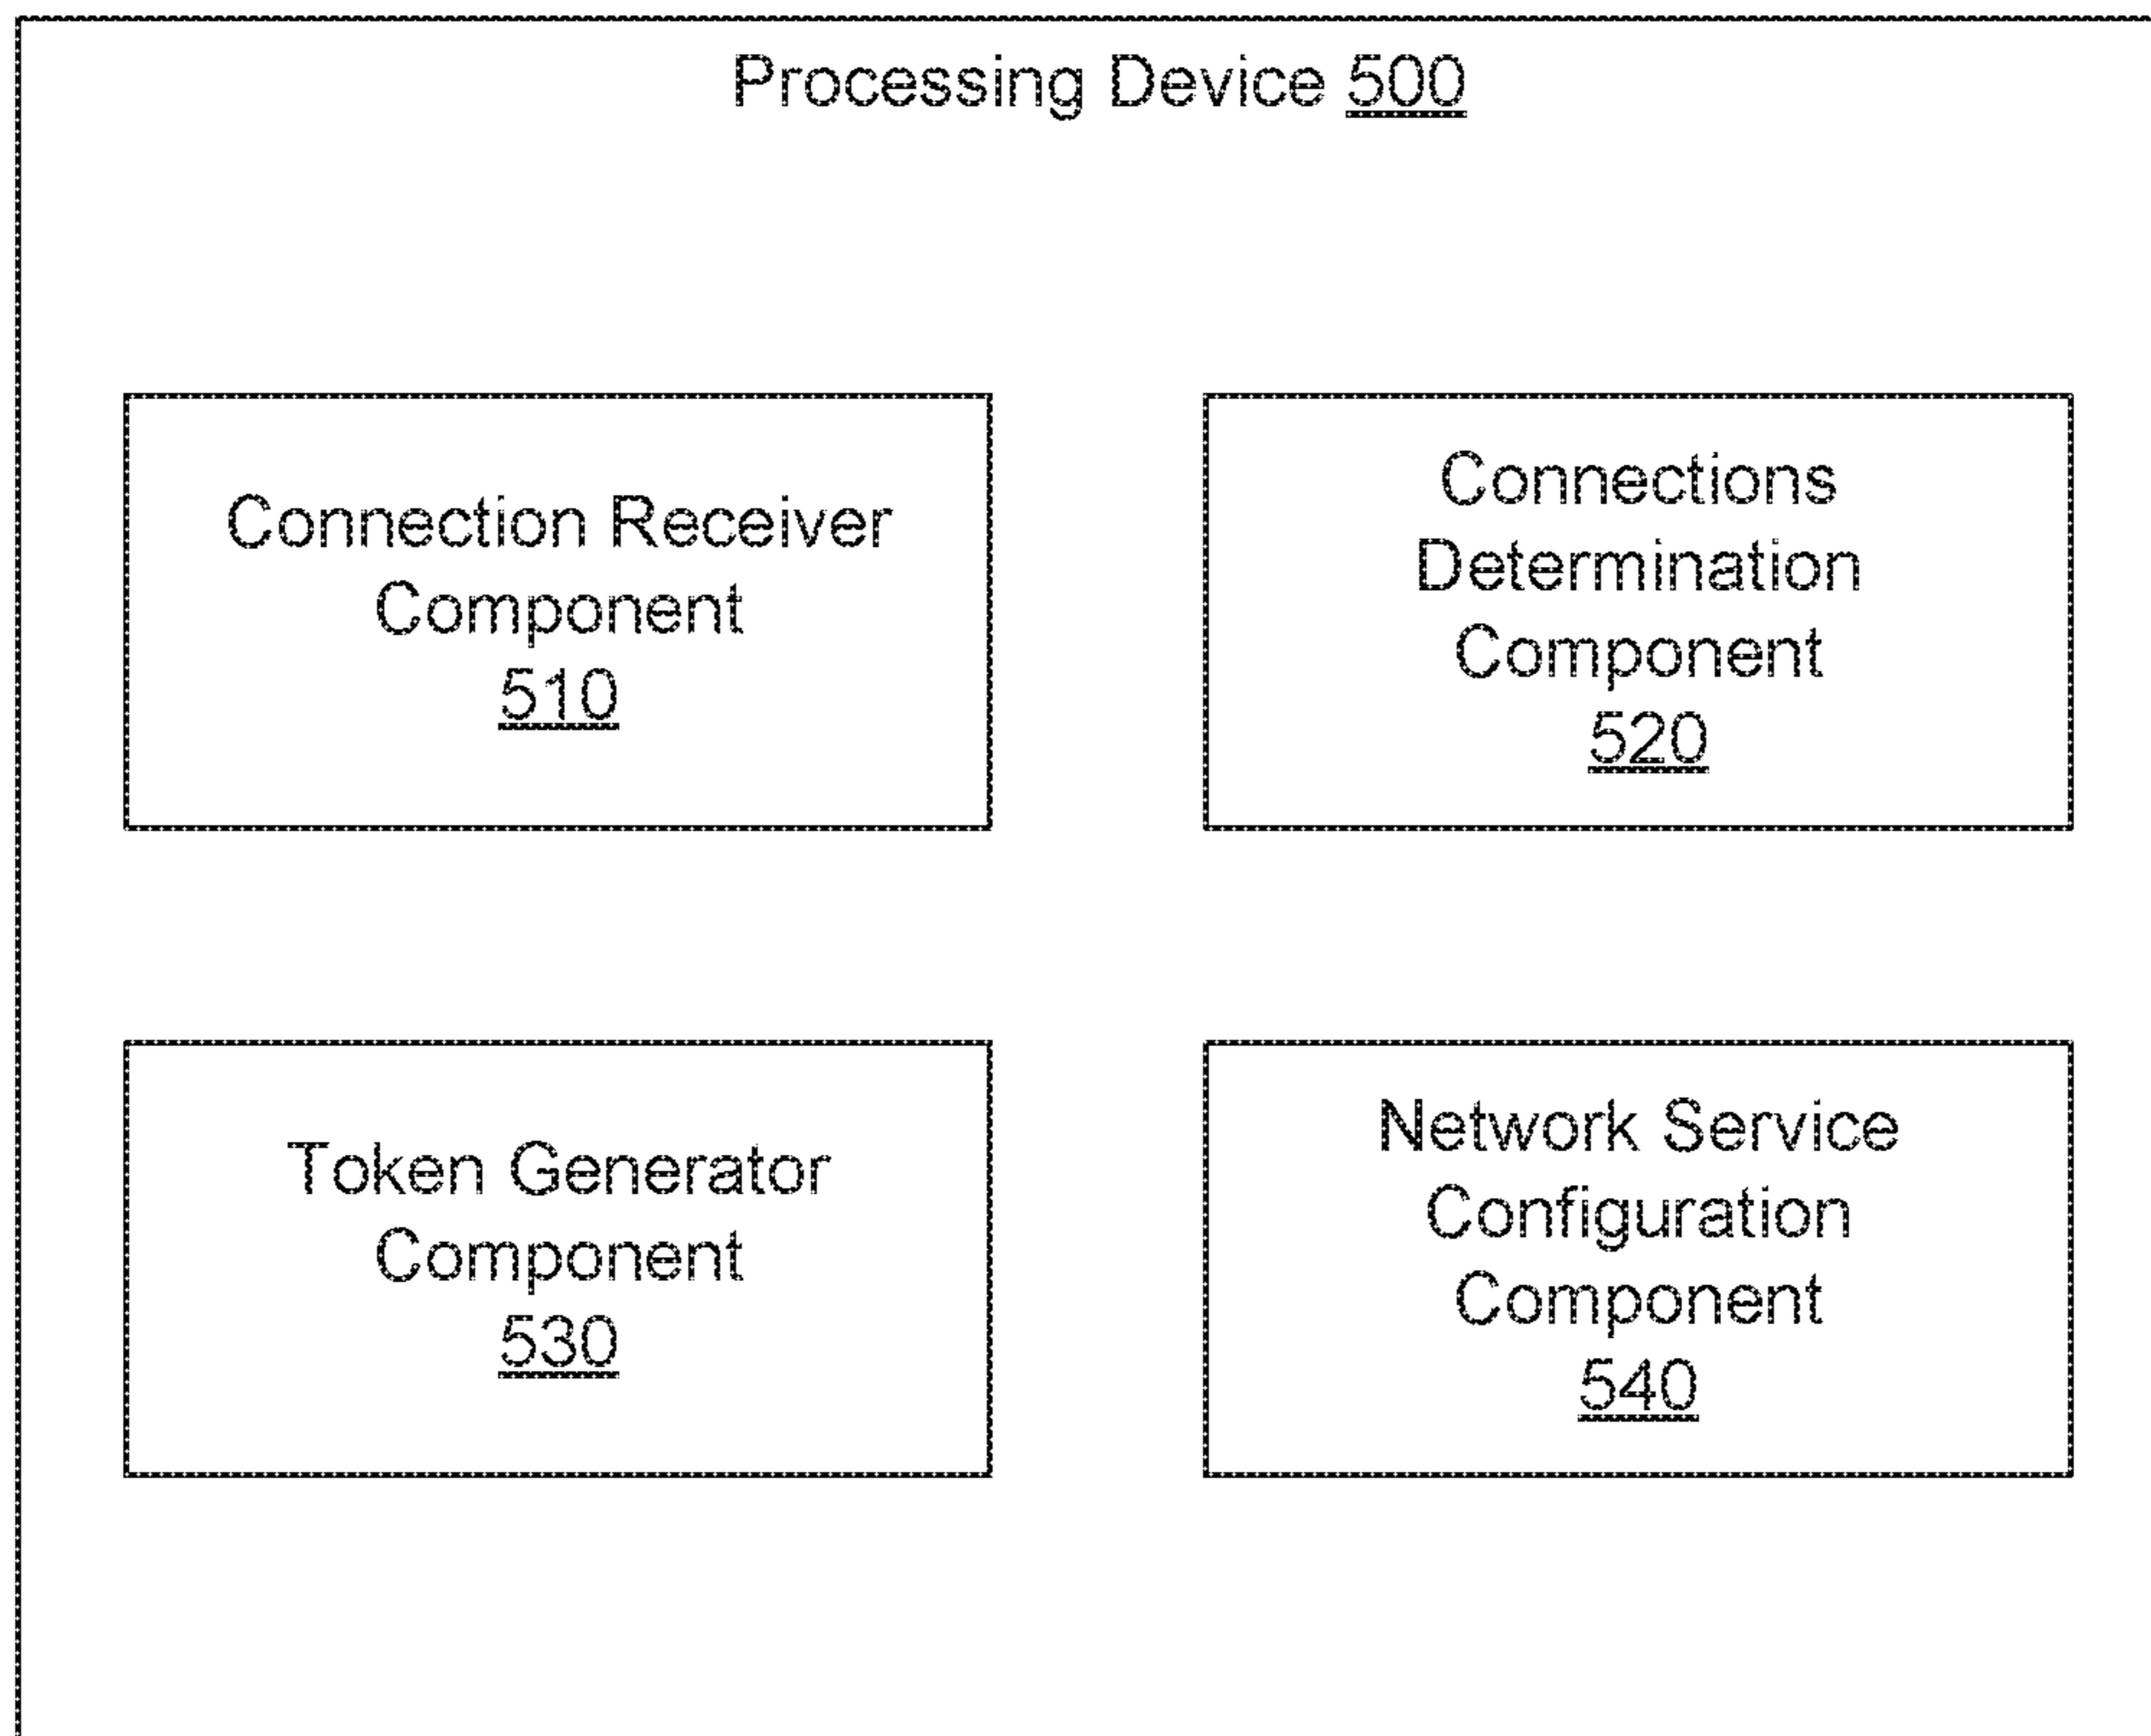 Processing Device 500
Connection Receiver
Component
510
Connections
Determination
Component
520
Token Generator
Component
530
Network Service
Configuration
Component
540